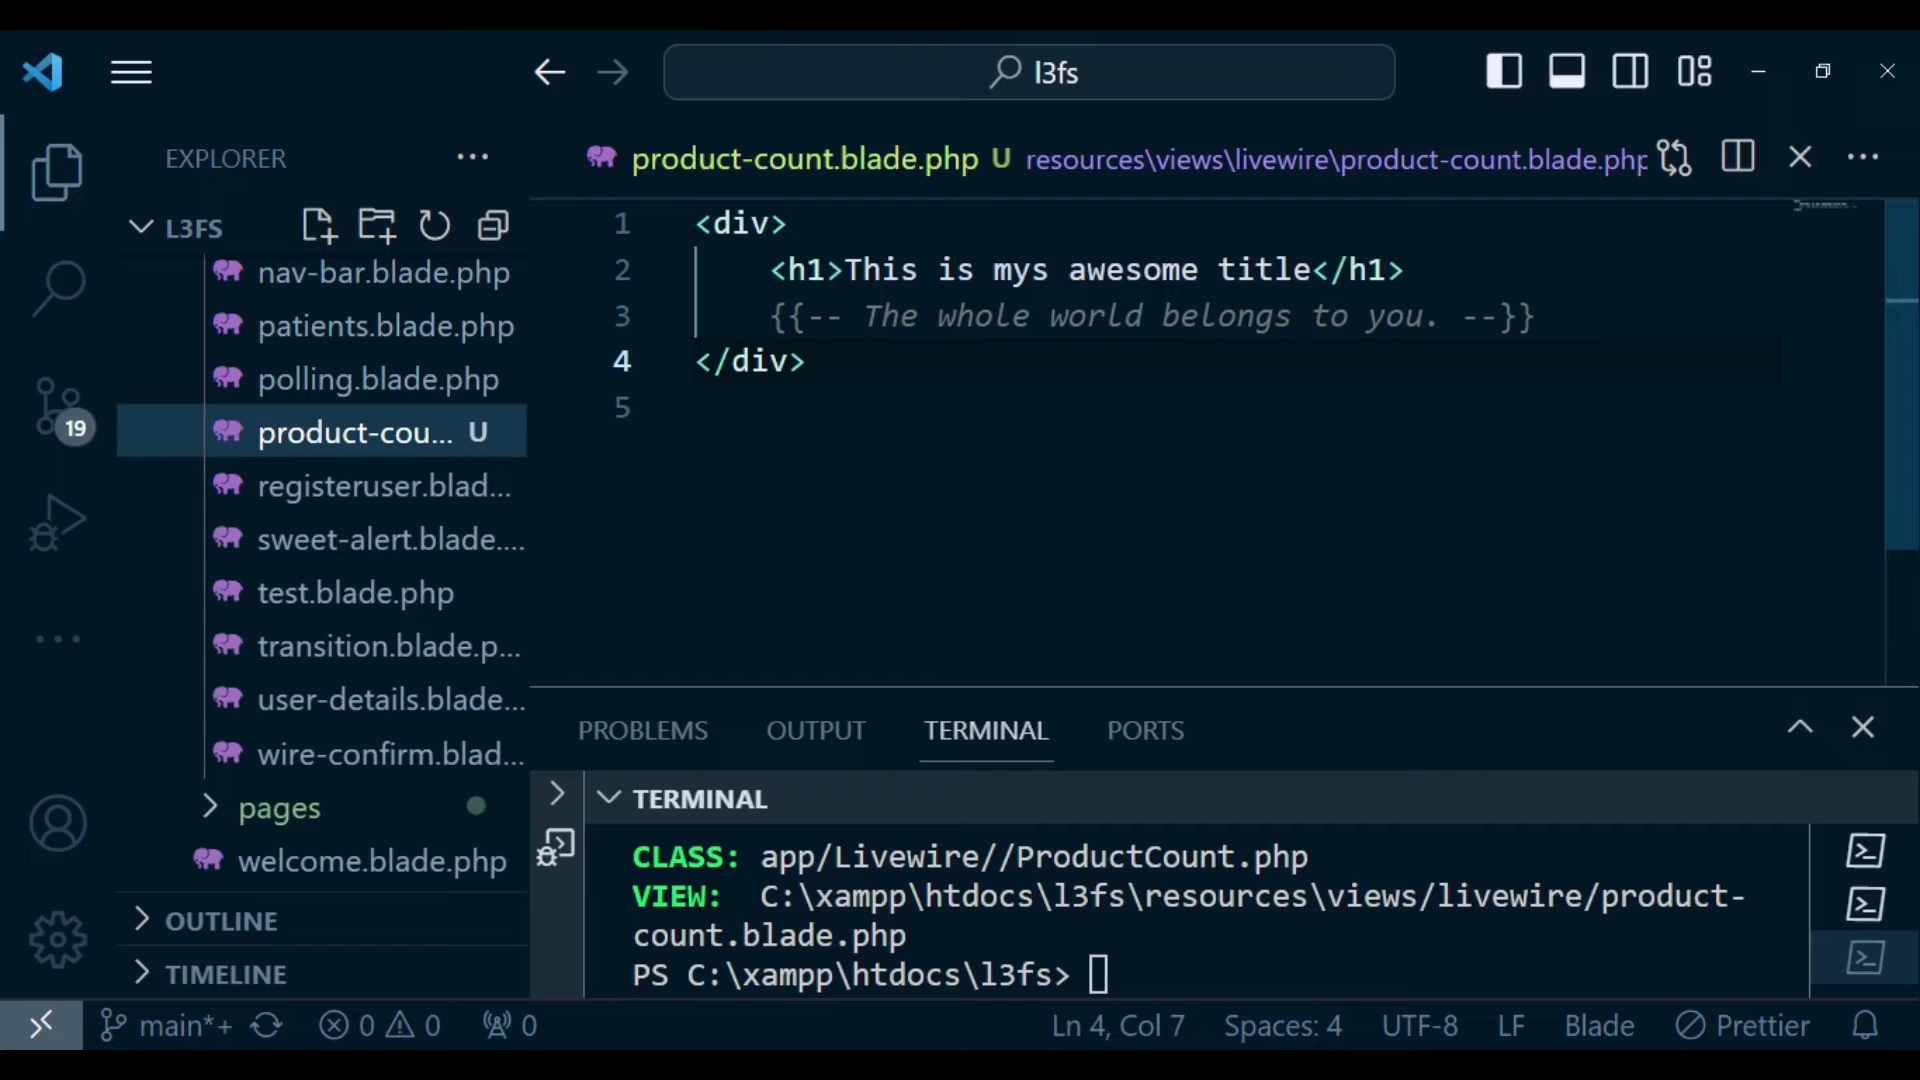 l3fs
EXPLORER
product-count.blade.php U resources\views\livewire\product-count.blade.php
L3FS
nav-bar.blade.php
patients.blade.php
polling.blade.php
product-cou... U
registeruser.blad...
sweet-alert.blade....
test.blade.php
transition.blade.p...
user-details.blade...
wire-confirm.blad...
pages
welcome.blade.php
OUTLINE
TIMELINE
19
1 <div>
2 <h1>This is mys awesome title</h1>
3 {{-- The whole world belongs to you. --}}
4 </div>
5
PROBLEMS OUTPUT TERMINAL PORTS
TERMINAL
CLASS: app/Livewire//ProductCount.php
VIEW: C:\xampp\htdocs\l3fs\resources\views/livewire/product-
count.blade.php
PS C:\xampp\htdocs\l3fs>
main*+ 0 0 0 Ln 4, Col 7 Spaces: 4 UTF-8 LF Blade Prettier